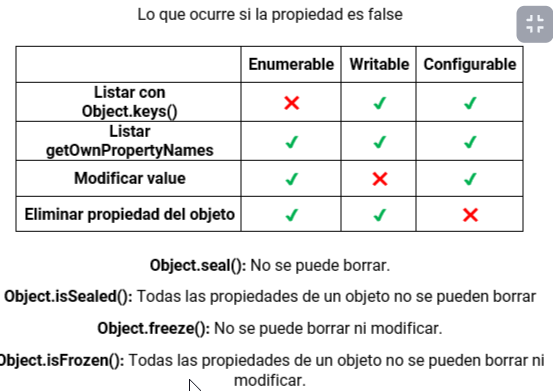 Lo que ocurre si la propiedad es false
Enumerable Writable Configurable
Listar con
Object.keys()
Listar
getOwnPropertyNames
Modificar value
Eliminar propiedad del objeto
Object.seal(): No se puede borrar.
Object.isSealed(): Todas las propiedades de un objeto no se pueden borrar
Object.freeze(): No se puede borrar ni modificar.
Object.isFrozen(): Todas las propiedades de un objeto no se pueden borrar ni
modificar.